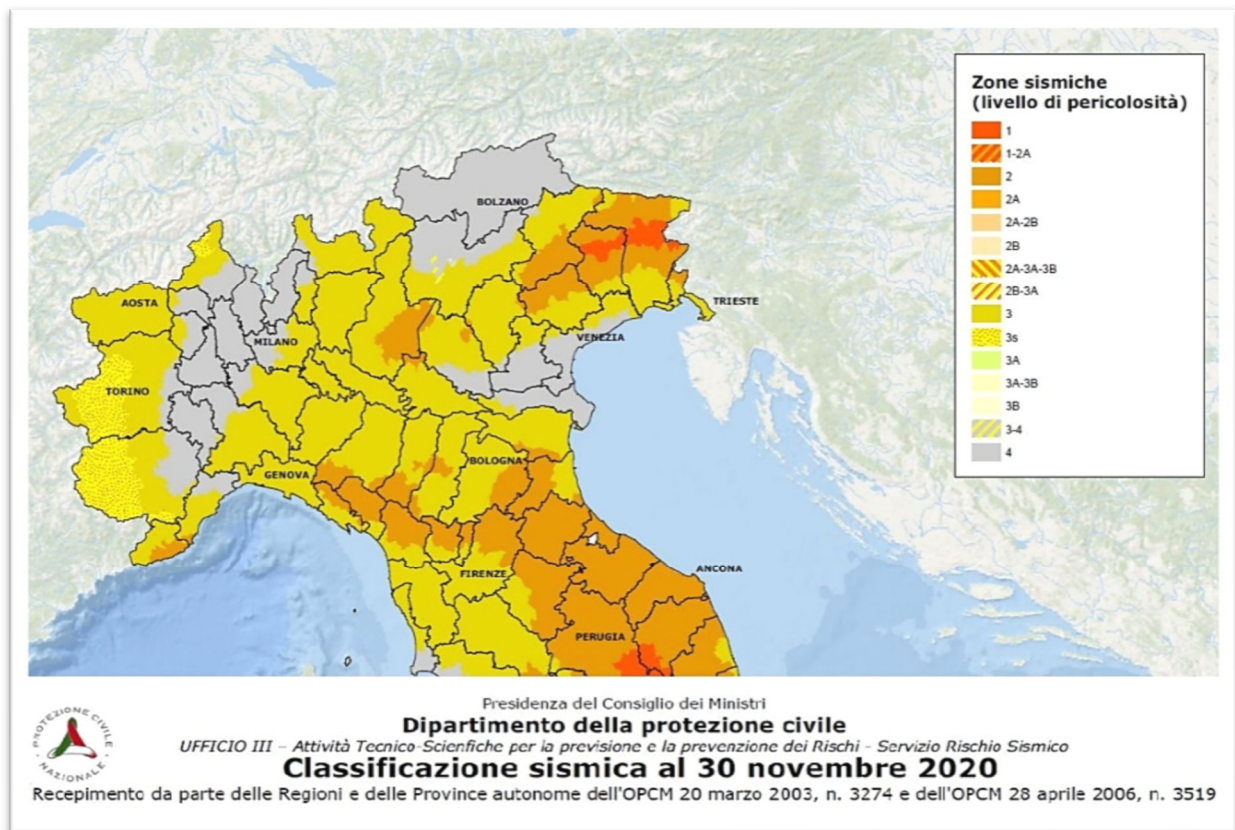 Zone sismiche
(livello di pericolosità)
1
1-2A
2
2A
2A-2B
2B
2A-3A-3B
2B-3A
3
3s
3A
3A-3B
3B
3-4
4
BOLZANO
AOSTA
TRIESTE
MILANO
VENEZIA
TORINO
BOLOGNA
GENOVA
FIRENZE
ANCONA
PERUGIA
PROTEZIONE CIVILE
NAZIONALE
Presidenza del Consiglio dei Ministri
Dipartimento della protezione civile
UFFICIO III - Attività Tecnico-Scienfiche per la previsione e la prevenzione dei Rischi - Servizio Rischio Sismico
Classificazione sismica al 30 novembre 2020
Recepimento da parte delle Regioni e delle Province autonome dell'OPCM 20 marzo 2003, n. 3274 e dell'OPCM 28 aprile 2006, n. 3519